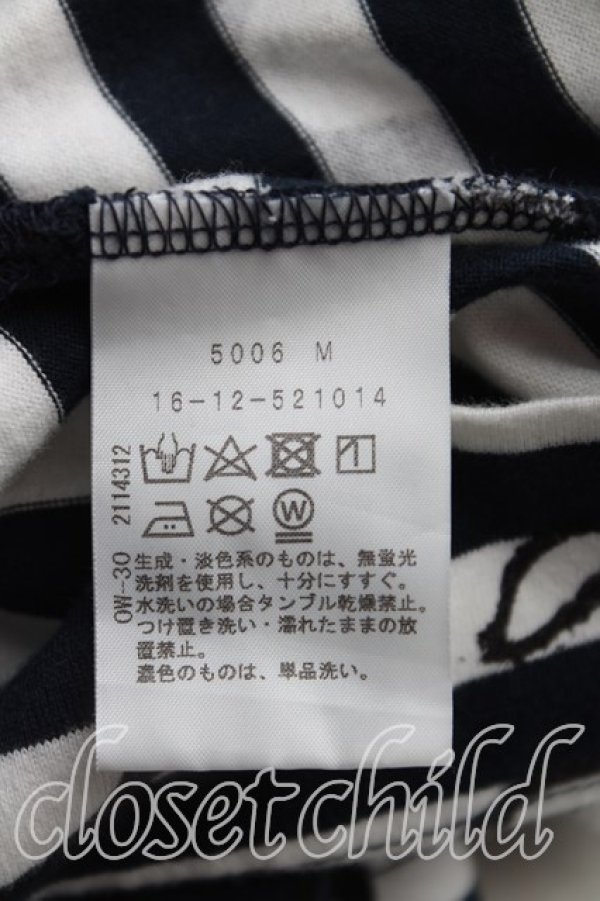 5006 M
16-12-521014
W
OW-30 2114312
生成・淡色系のものは、無蛍光
洗剤を使用し、十分にすすぐ。
水洗いの場合タンブル乾燥禁止。
つけ置き洗い・濡れたままの放
置禁止。
濃色のものは、単品洗い。
closet child